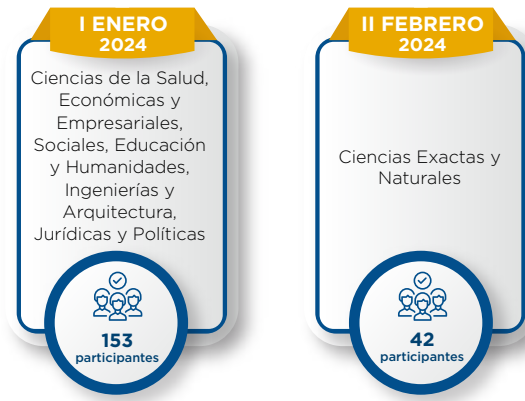 I ENERO
2024
Ciencias de la Salud,
Económicas y
Empresariales,
Sociales, Educación
y Humanidades,
Ingenierías y
Arquitectura,
Jurídicas y Políticas
153
participantes
II FEBRERO
2024
Ciencias Exactas y
Naturales
42
participantes